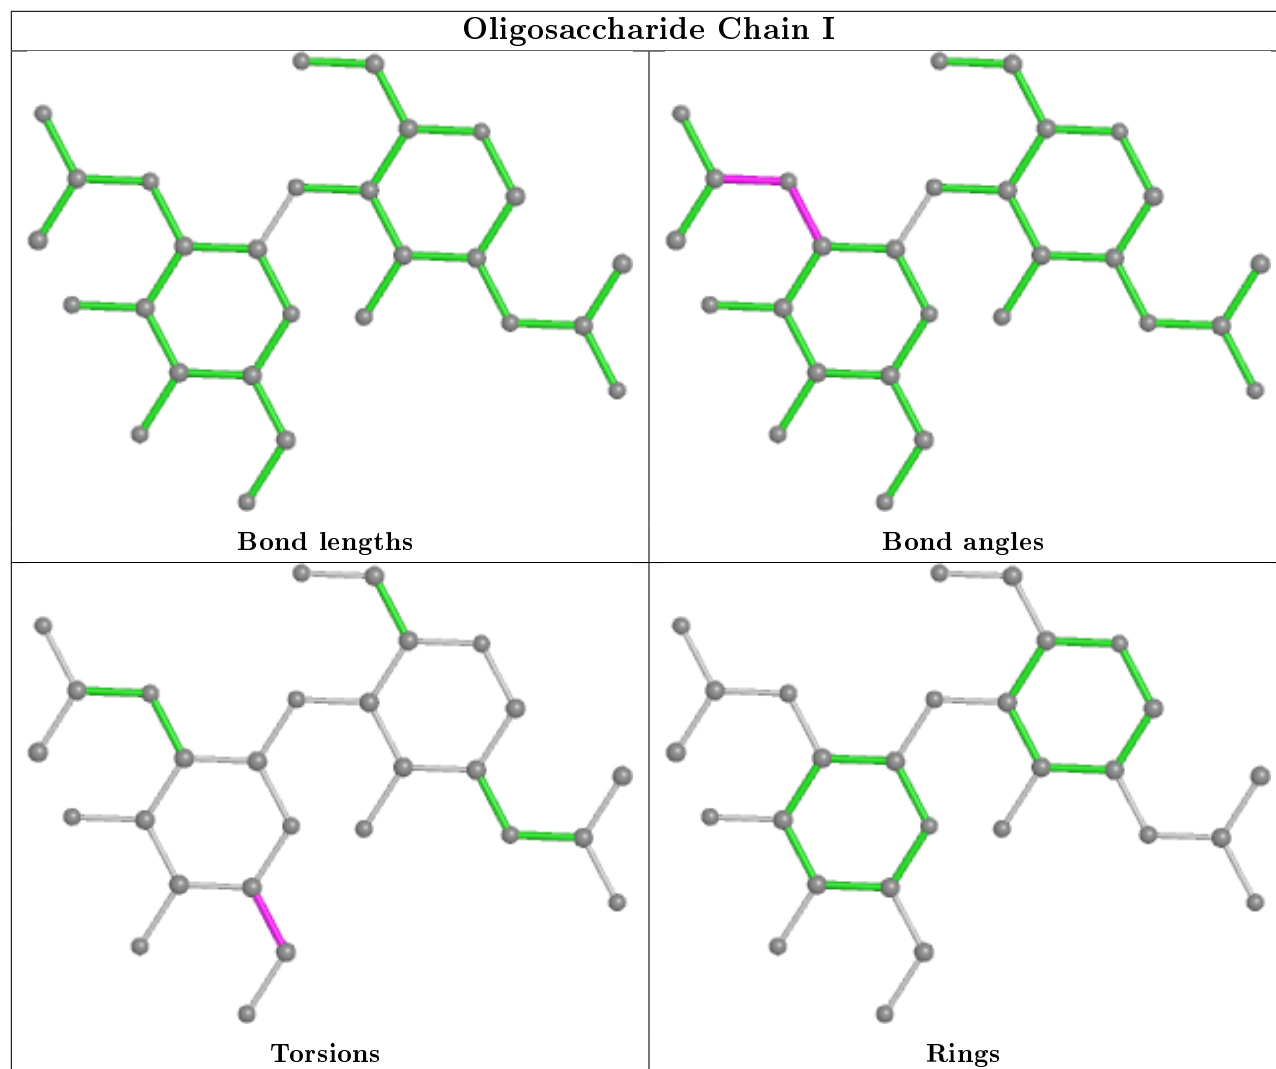 Oligosaccharide Chain I
Bond lengths
Bond angles
Torsions
Rings